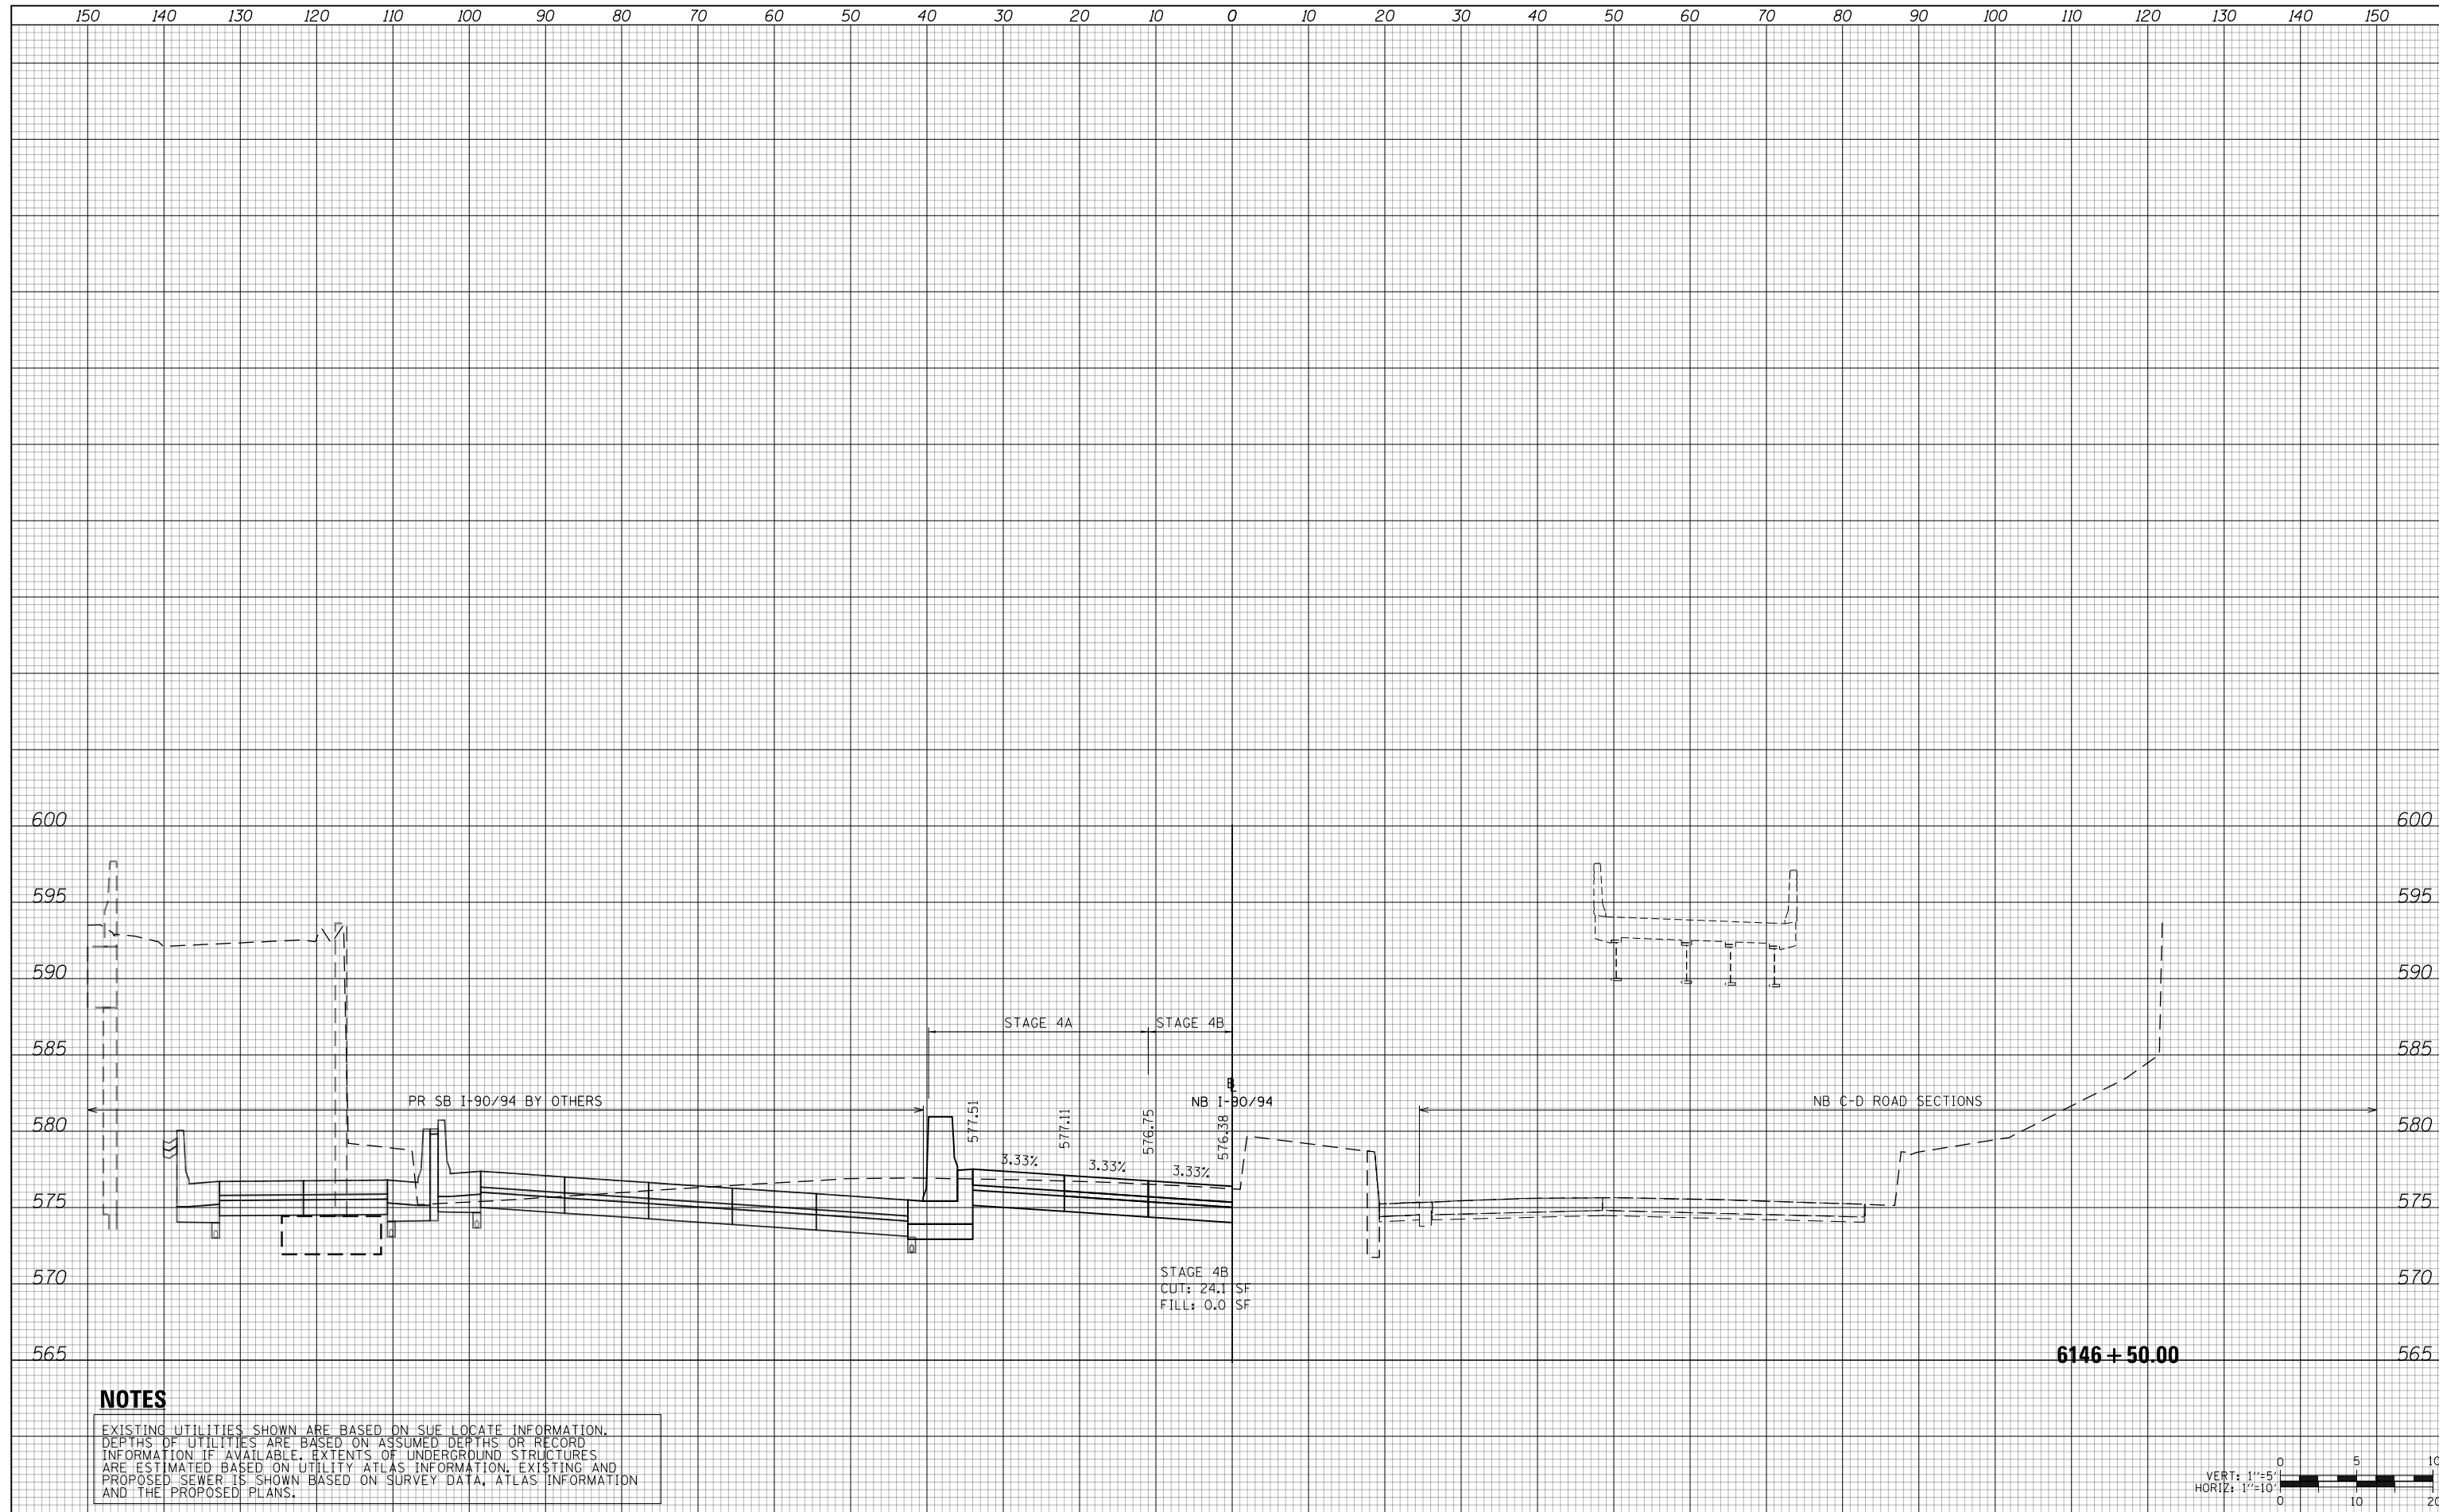 150 140 130 120 110 100 90 80 70 60 50 40 30 20 10 0 10 20 30 40 50 60 70 80 90 100 110 120 130 140 150
600 600
595 595
590 590
585 585
580 580
575 575
570 570
565 565
STAGE 4A STAGE 4B
PR SB I-90/94 BY OTHERS
NB I-90/94
NB C-D ROAD SECTIONS
577.51
577.11
576.75
576.38
3.33% 3.33% 3.33%
STAGE 4B
CUT: 24.1 SF
FILL: 0.0 SF
6146+50.00
NOTES
EXISTING UTILITIES SHOWN ARE BASED ON SUE LOCATE INFORMATION.
DEPTHS OF UTILITIES ARE BASED ON ASSUMED DEPTHS OR RECORD
INFORMATION IF AVAILABLE. EXTENTS OF UNDERGROUND STRUCTURES
ARE ESTIMATED BASED ON UTILITY ATLAS INFORMATION. EXISTING AND
PROPOSED SEWER IS SHOWN BASED ON SURVEY DATA, ATLAS INFORMATION
AND THE PROPOSED PLANS.
0 5 10
VERT: 1"=5'
HORIZ: 1"=10'
0 10 20